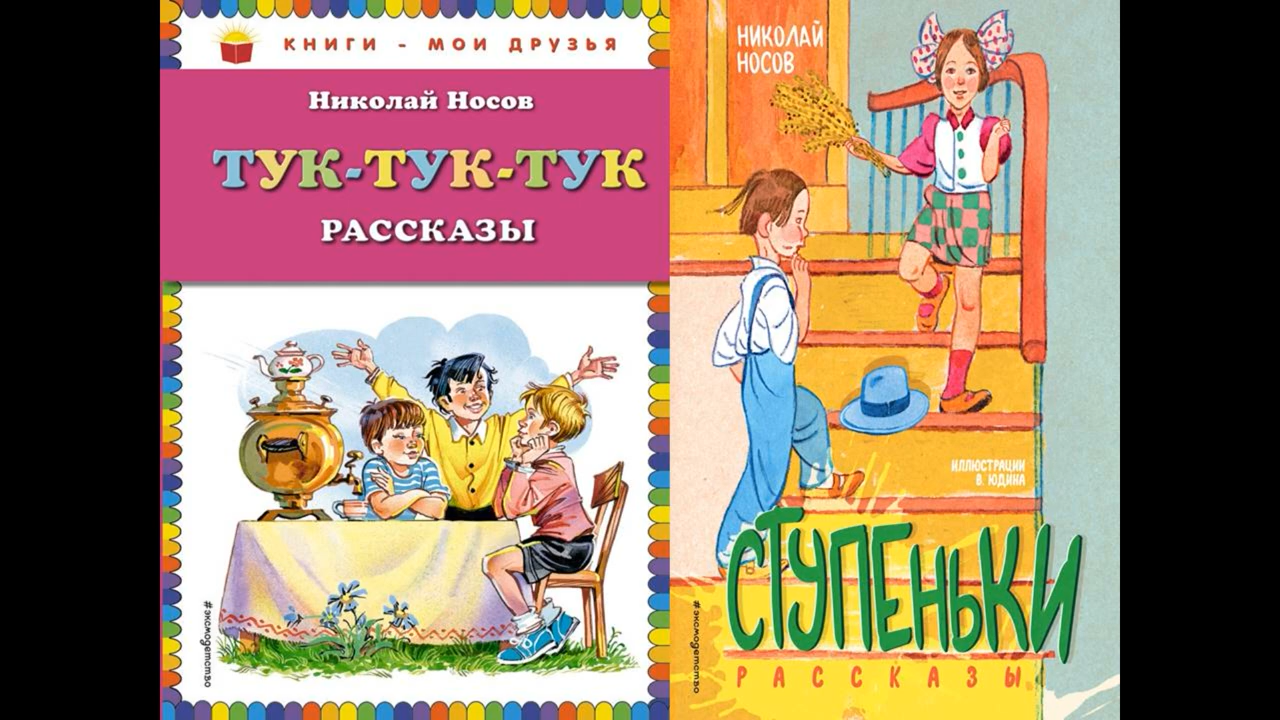 КНИГИ - МОИ ДРУЗЬЯ
Николай Носов
ТУК-ТУК-ТУК
РАССКАЗЫ
#эксмодетство
НИКОЛАЙ
НОСОВ
ИЛЛЮСТРАЦИИ
В. ЮДИНА
СТУПЕНЬКИ
РАССКАЗЫ
#эксмодетство